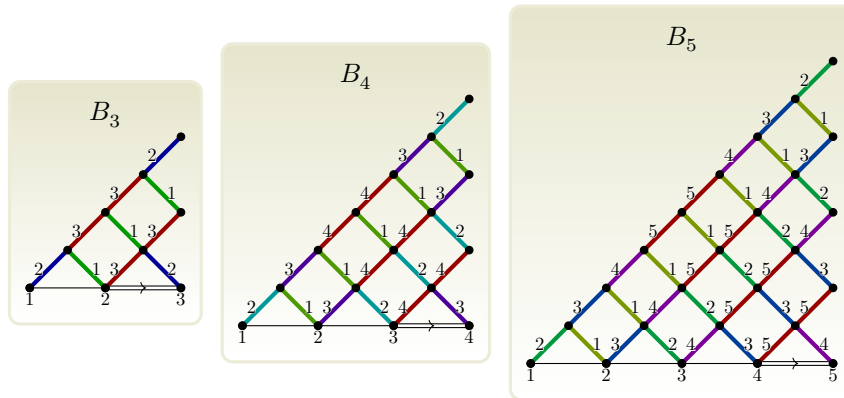 B₃
2
3 1
3 1 3
2 1 3 2
1 2 3
B₄
2
3 1
4 1 3
4 1 4 2
3 1 4 2 4
2 1 3 2 4 3
1 2 3 4
B₅
2
3 1
4 1 3
5 1 4 2
5 1 5 2 4
4 1 5 2 5 3
3 1 4 2 5 3 5
2 1 3 2 4 3 5 4
1 2 3 4 5